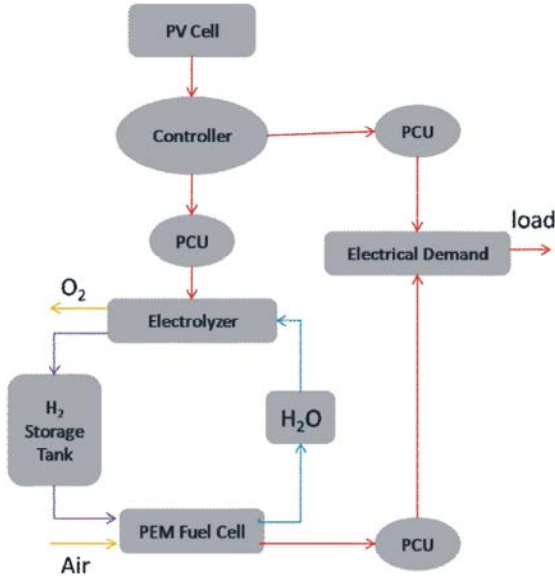 PV Cell
Controller
PCU
PCU
load
Electrical Demand
O₂
Electrolyzer
H₂
Storage
Tank
H₂O
PEM Fuel Cell
Air
PCU